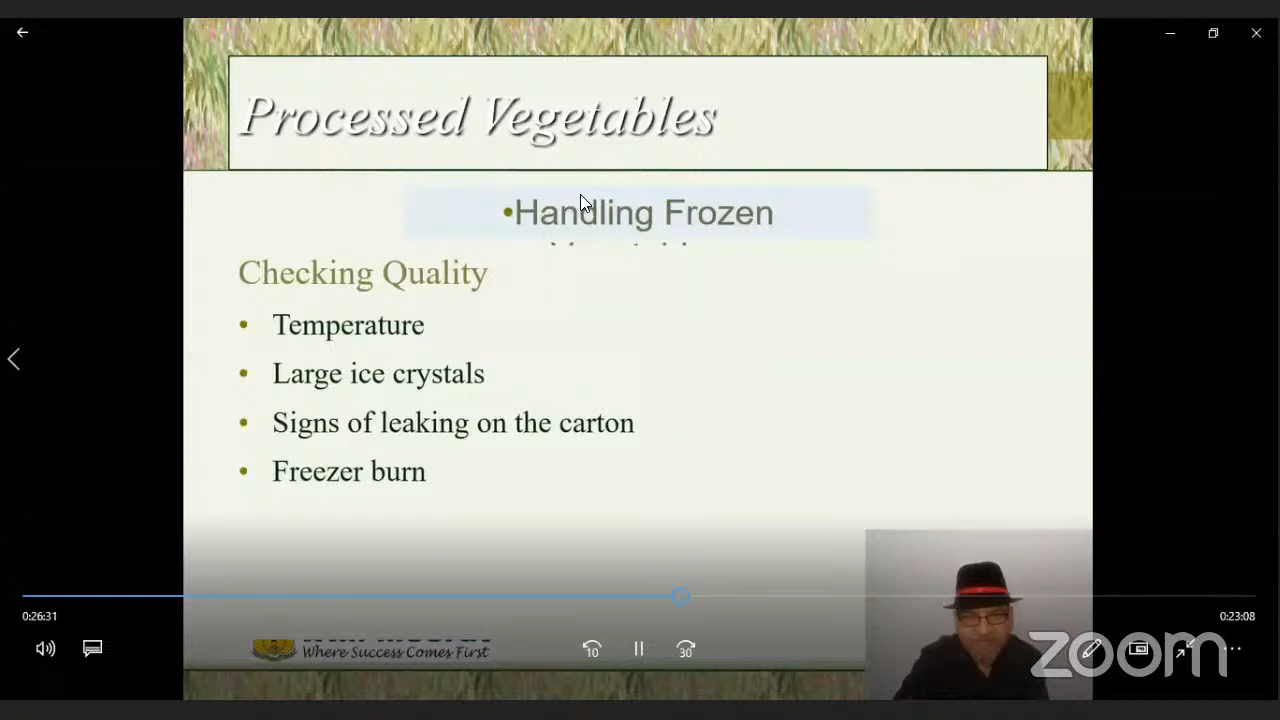 Processed Vegetables
•Handling Frozen
Checking Quality
• Temperature
• Large ice crystals
• Signs of leaking on the carton
• Freezer burn
0:26:31
0:23:08
10
30
Where Success Comes First
zoom